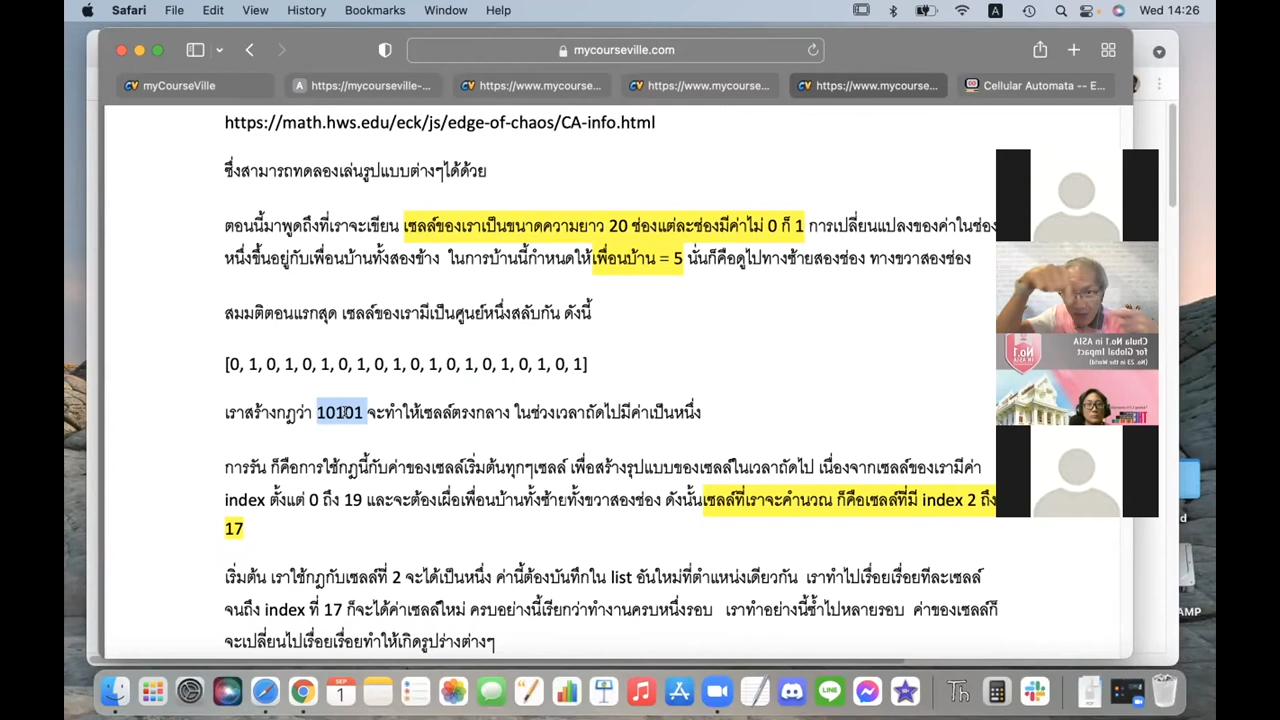 Safari File Edit View History Bookmarks Window Help
A
Wed 14:26
mycourseville.com
myCourseVille
https://mycourseville-...
https://www.mycourse...
https://www.mycourse...
https://www.mycourse...
Cellular Automata -- E...
https://math.hws.edu/eck/js/edge-of-chaos/CA-info.html
ซึ่งสามารถทดลองเล่นรูปแบบต่างๆได้ด้วย
ตอนนี้มาพูดถึงที่เราจะเขียน เซลล์ของเราเป็นขนาดความยาว 20 ช่องแต่ละช่องมีค่าไม่ 0 ก็ 1 การเปลี่ยนแปลงของค่าในช่อง
หนึ่งขึ้นอยู่กับเพื่อนบ้านทั้งสองข้าง ในการบ้านนี้กำหนดให้เพื่อนบ้าน = 5 นั่นก็คือดูไปทางซ้ายสองช่อง ทางขวาสองช่อง
สมมติตอนแรกสุด เซลล์ของเรามีเป็นศูนย์หนึ่งสลับกัน ดังนี้
[0, 1, 0, 1, 0, 1, 0, 1, 0, 1, 0, 1, 0, 1, 0, 1, 0, 1, 0, 1]
เราสร้างกฎว่า 10101 จะทำให้เซลล์ตรงกลาง ในช่วงเวลาถัดไปมีค่าเป็นหนึ่ง
การรัน ก็คือการใช้กฎนี้กับค่าของเซลล์เริ่มต้นทุกๆเซลล์ เพื่อสร้างรูปแบบของเซลล์ในเวลาถัดไป เนื่องจากเซลล์ของเรามีค่า
index ตั้งแต่ 0 ถึง 19 และจะต้องเผื่อเพื่อนบ้านทั้งซ้ายทั้งขวาสองช่อง ดังนั้นเซลล์ที่เราจะคำนวณ ก็คือเซลล์ที่มี index 2 ถึง
17
เริ่มต้น เราใช้กฎกับเซลล์ที่ 2 จะได้เป็นหนึ่ง ค่านี้ต้องบันทึกใน list อันใหม่ที่ตำแหน่งเดียวกัน เราทำไปเรื่อยเรื่อยทีละเซลล์
จนถึง index ที่ 17 ก็จะได้ค่าเซลล์ใหม่ ครบอย่างนี้เรียกว่าทำงานครบหนึ่งรอบ เราทำอย่างนี้ซ้ำไปหลายรอบ ค่าของเซลล์ก็
จะเปลี่ยนไปเรื่อยเรื่อยทำให้เกิดรูปร่างต่างๆ
Chula No.1 in ASIA
for Global Impact
(No. 23 in the World)
No.1
SEP
1
LINE
Th